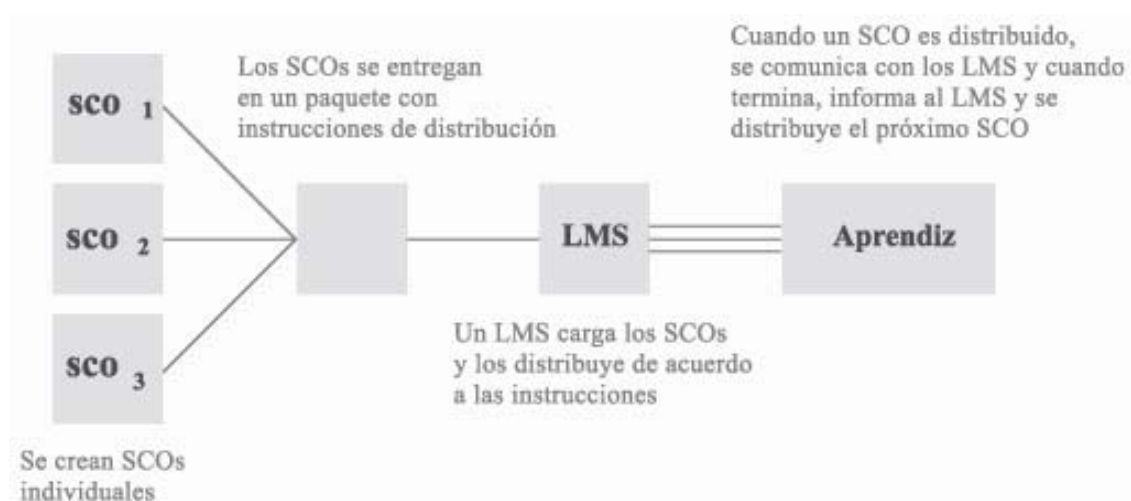 sco 1
sco 2
sco 3
Se crean SCOs
individuales
Los SCOs se entregan
en un paquete con
instrucciones de distribución
LMS
Un LMS carga los SCOs
y los distribuye de acuerdo
a las instrucciones
Cuando un SCO es distribuido,
se comunica con los LMS y cuando
termina, informa al LMS y se
distribuye el próximo SCO
Aprendiz